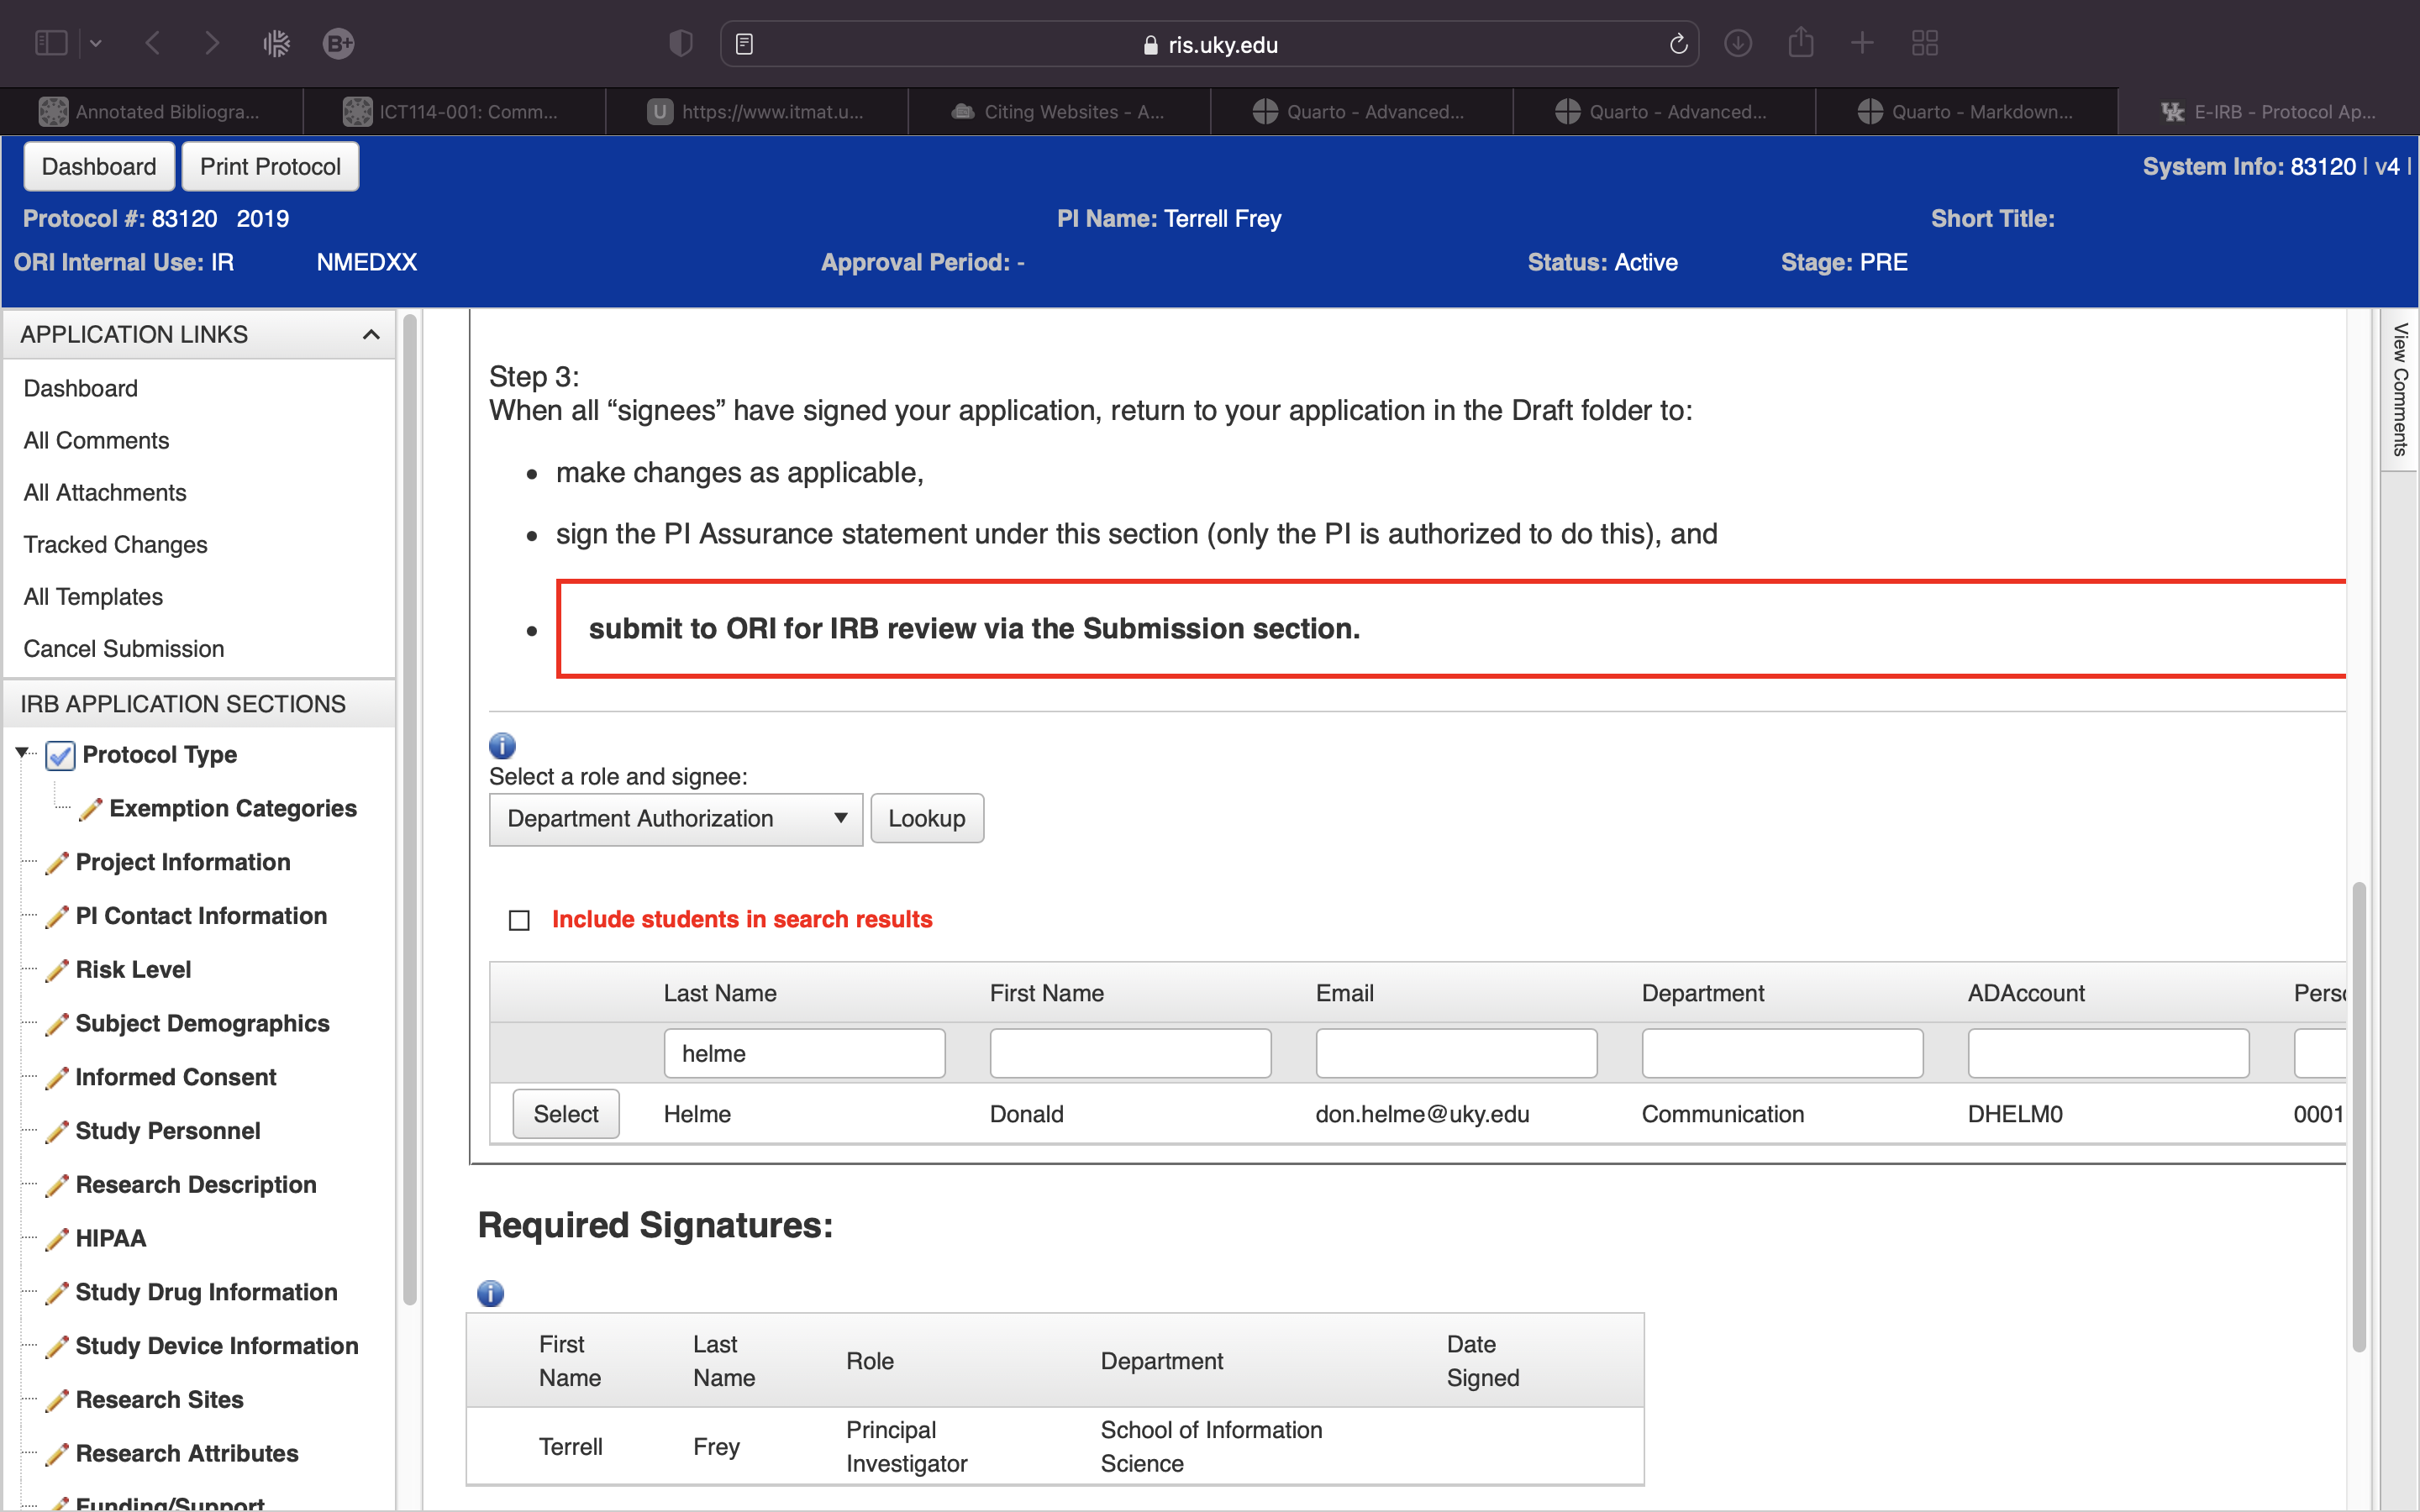 B+
ris.uky.edu
Annotated Bibliogra...
ICT114-001: Comm...
U https://www.itmat.u...
Citing Websites - A...
Quarto - Advanced...
Quarto - Advanced...
Quarto - Markdown...
E-IRB - Protocol Ap...
Dashboard Print Protocol
System Info: 83120 | v4 |
Protocol #: 83120 2019
PI Name: Terrell Frey
Short Title:
ORI Internal Use: IR NMEDXX
Approval Period: -
Status: Active
Stage: PRE
APPLICATION LINKS
Dashboard
All Comments
All Attachments
Tracked Changes
All Templates
Cancel Submission
IRB APPLICATION SECTIONS
Protocol Type
Exemption Categories
Project Information
PI Contact Information
Risk Level
Subject Demographics
Informed Consent
Study Personnel
Research Description
HIPAA
Study Drug Information
Study Device Information
Research Sites
Research Attributes
Funding/Support
Step 3:
When all “signees” have signed your application, return to your application in the Draft folder to:
• make changes as applicable,
• sign the PI Assurance statement under this section (only the PI is authorized to do this), and
• submit to ORI for IRB review via the Submission section.
Select a role and signee:
Department Authorization Lookup
Include students in search results
Last Name First Name Email Department ADAccount Perso
helme
Select Helme Donald don.helme@uky.edu Communication DHELM0 0001
Required Signatures:
First Name Last Name Role Department Date Signed
Terrell Frey Principal Investigator School of Information Science
View Comments